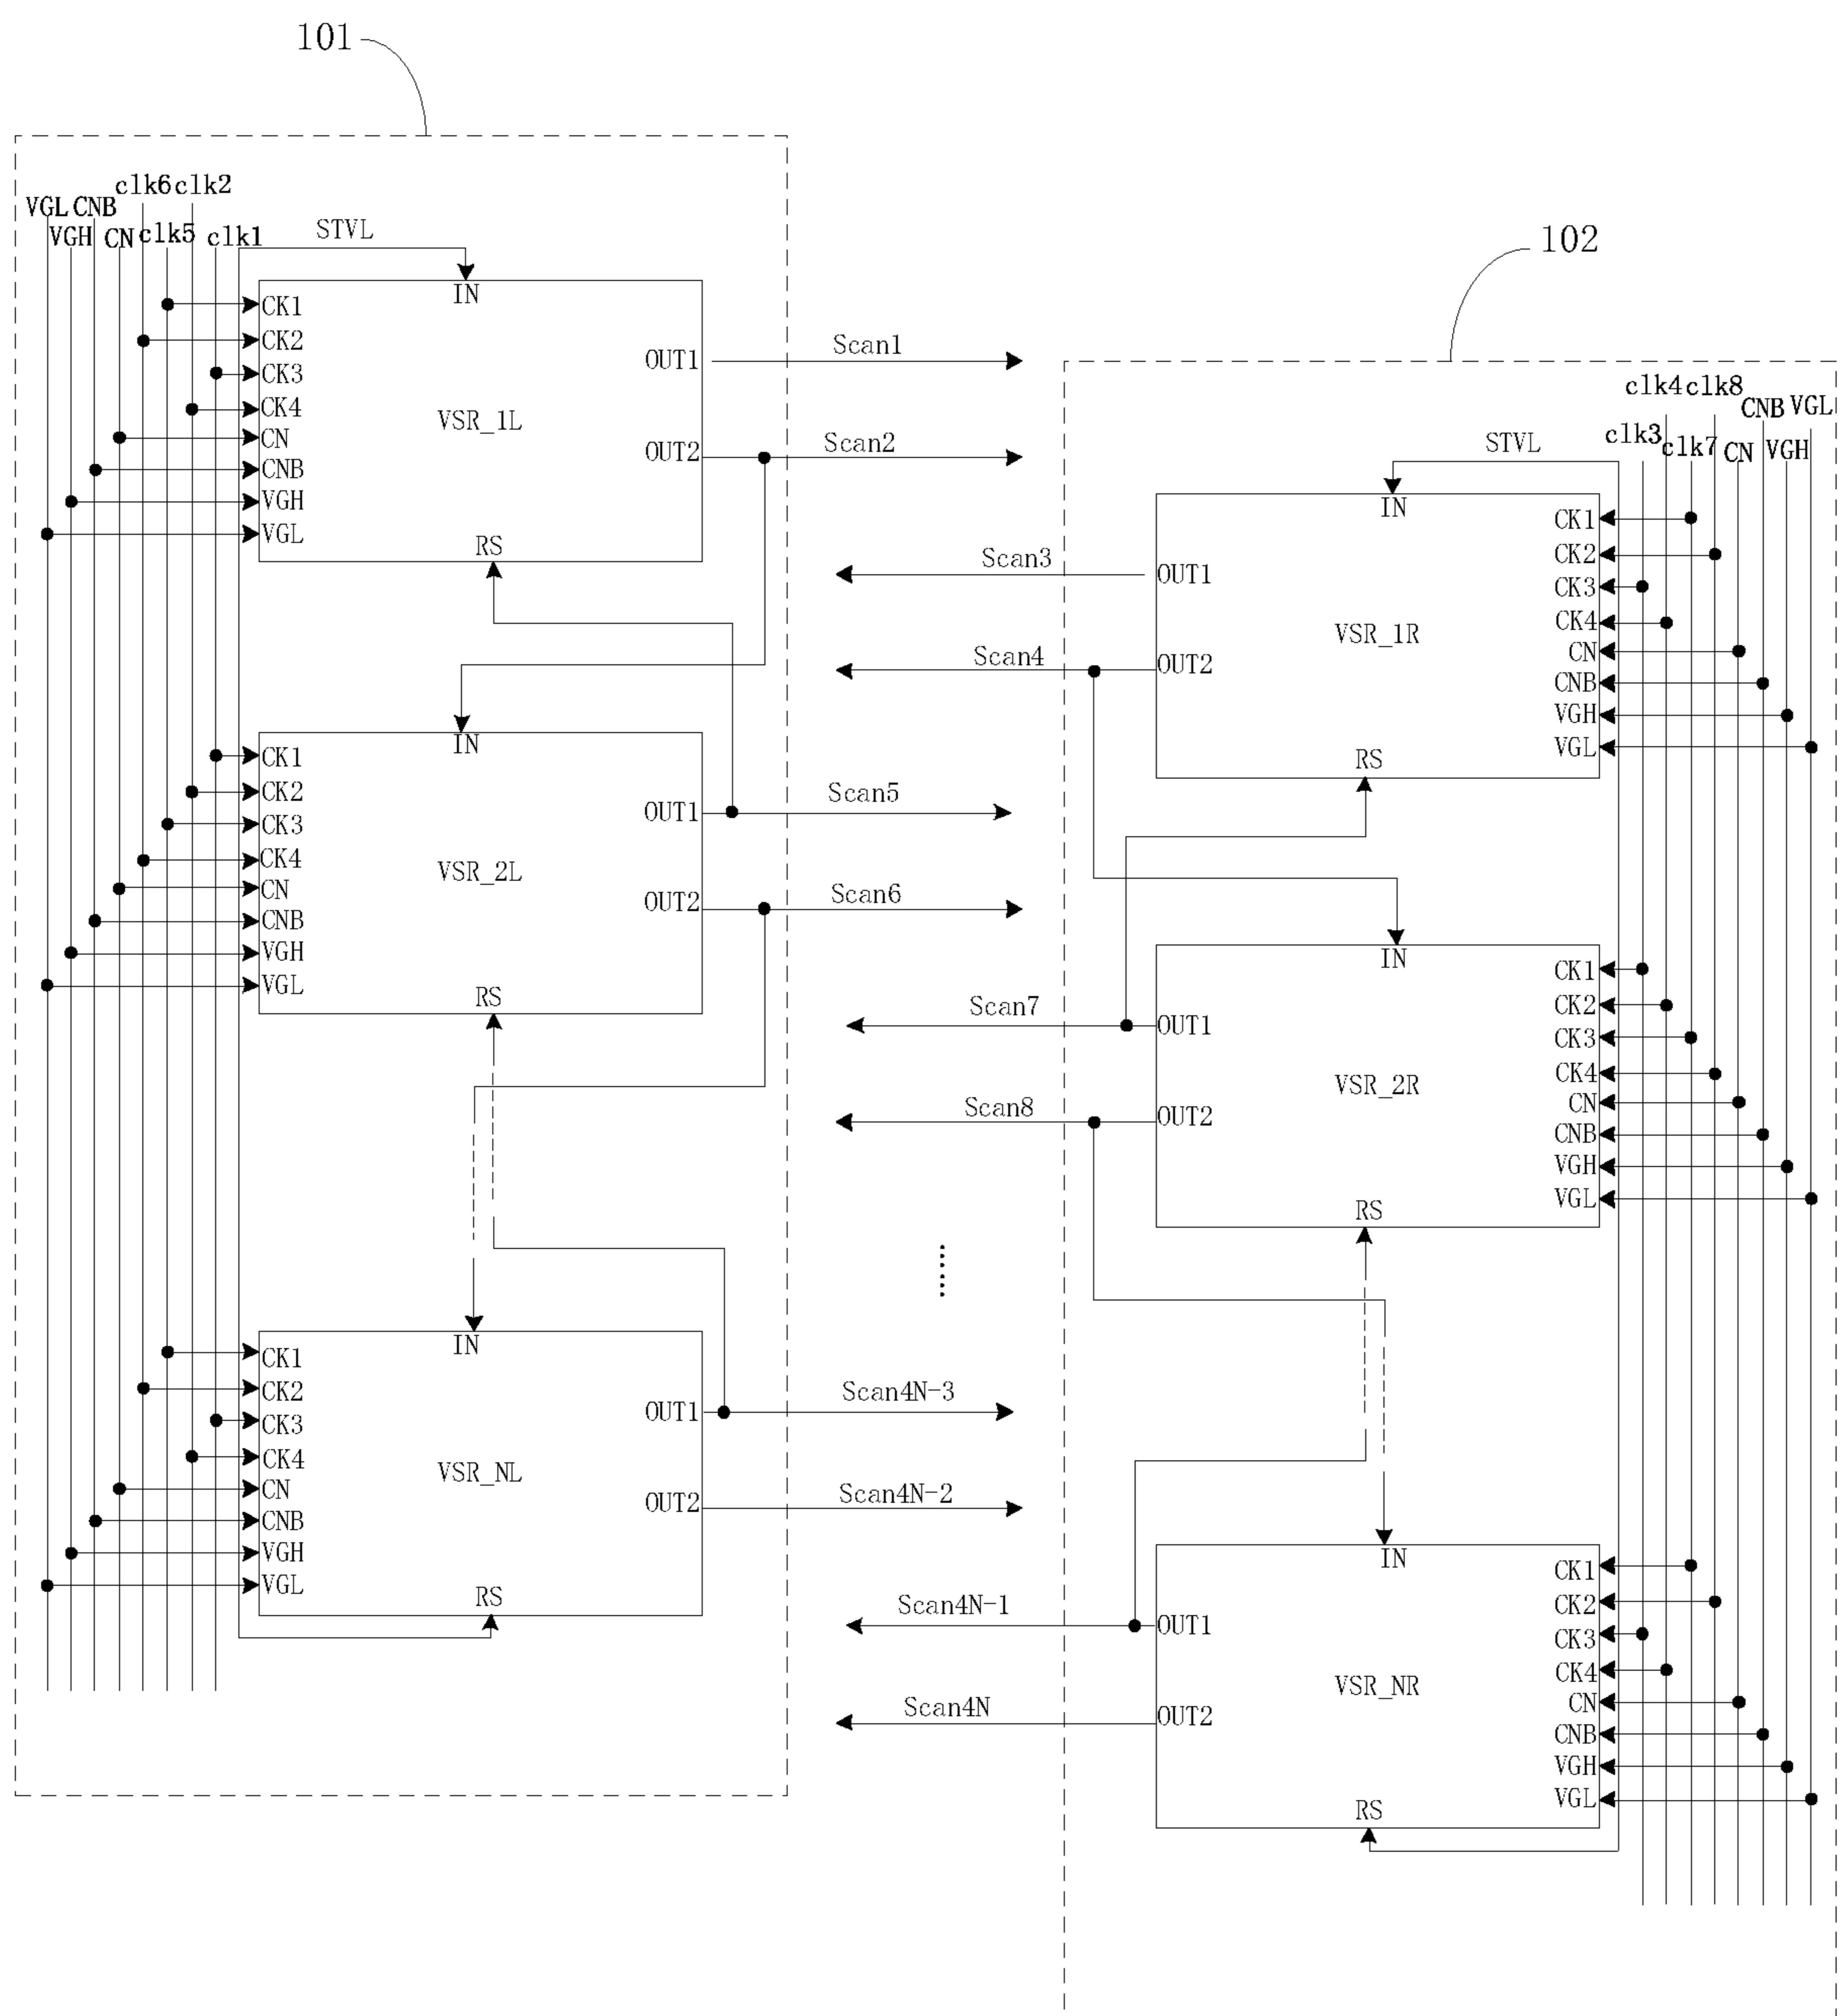 101
clk6 clk2
VGL CNB
VGH CN clk5 clk1
STVL
IN
CK1
CK2
CK3
CK4
CN
CNB
VGH
VGL
VSR_1L
OUT1
OUT2
RS
Scan1
Scan2
IN
CK1
CK2
CK3
CK4
CN
CNB
VGH
VGL
VSR_2L
OUT1
OUT2
RS
Scan5
Scan6
IN
CK1
CK2
CK3
CK4
CN
CNB
VGH
VGL
VSR_NL
OUT1
OUT2
RS
Scan4N-3
Scan4N-2
......
102
clk4 clk8
CNB VGL
clk3 clk7 CN VGH
STVL
IN
Scan3
Scan4
OUT1
OUT2
VSR_1R
CK1
CK2
CK3
CK4
CN
CNB
VGH
VGL
RS
IN
Scan7
Scan8
OUT1
OUT2
VSR_2R
CK1
CK2
CK3
CK4
CN
CNB
VGH
VGL
RS
IN
Scan4N-1
Scan4N
OUT1
OUT2
VSR_NR
CK1
CK2
CK3
CK4
CN
CNB
VGH
VGL
RS